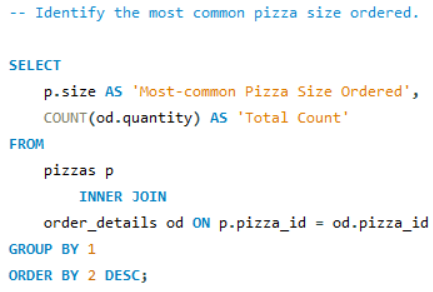 -- Identify the most common pizza size ordered.
SELECT
p.size AS 'Most-common Pizza Size Ordered',
COUNT(od.quantity) AS 'Total Count'
FROM
pizzas p
INNER JOIN
order_details od ON p.pizza_id = od.pizza_id
GROUP BY 1
ORDER BY 2 DESC;